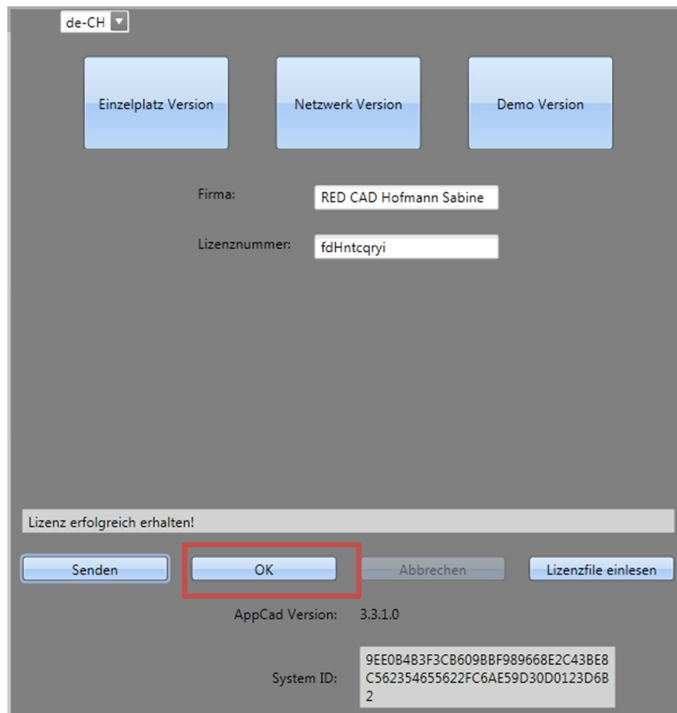 de-CH
Einzelplatz Version
Netzwerk Version
Demo Version
Firma:
RED CAD Hofmann Sabine
Lizenznummer:
fdHntcqryi
Lizenz erfolgreich erhalten!
Senden
OK
Abbrechen
Lizenzfile einlesen
AppCad Version:
3.3.1.0
System ID:
9EE0B4B3F3CB609BBF989668E2C43BE8
C562354655622FC6AE59D30D0123D6B
2